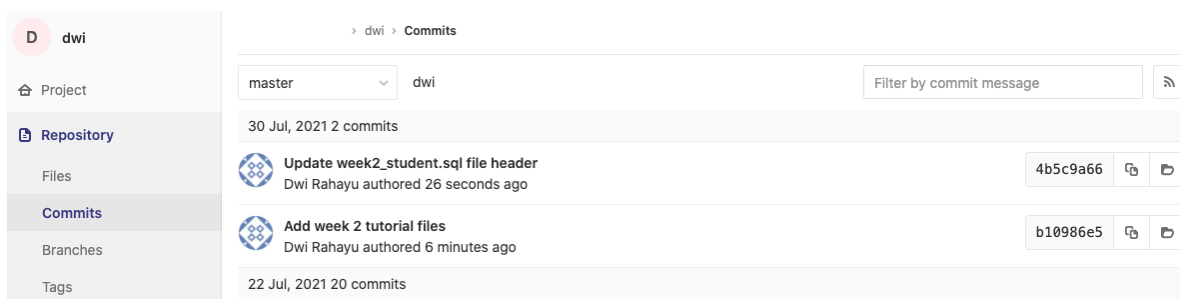 D dwi
> dwi > Commits
Project
master
dwi
Filter by commit message
30 Jul, 2021 2 commits
Repository
Update week2_student.sql file header
Dwi Rahayu authored 26 seconds ago
4b5c9a66
Files
Commits
Add week 2 tutorial files
Dwi Rahayu authored 6 minutes ago
b10986e5
Branches
Tags
22 Jul, 2021 20 commits